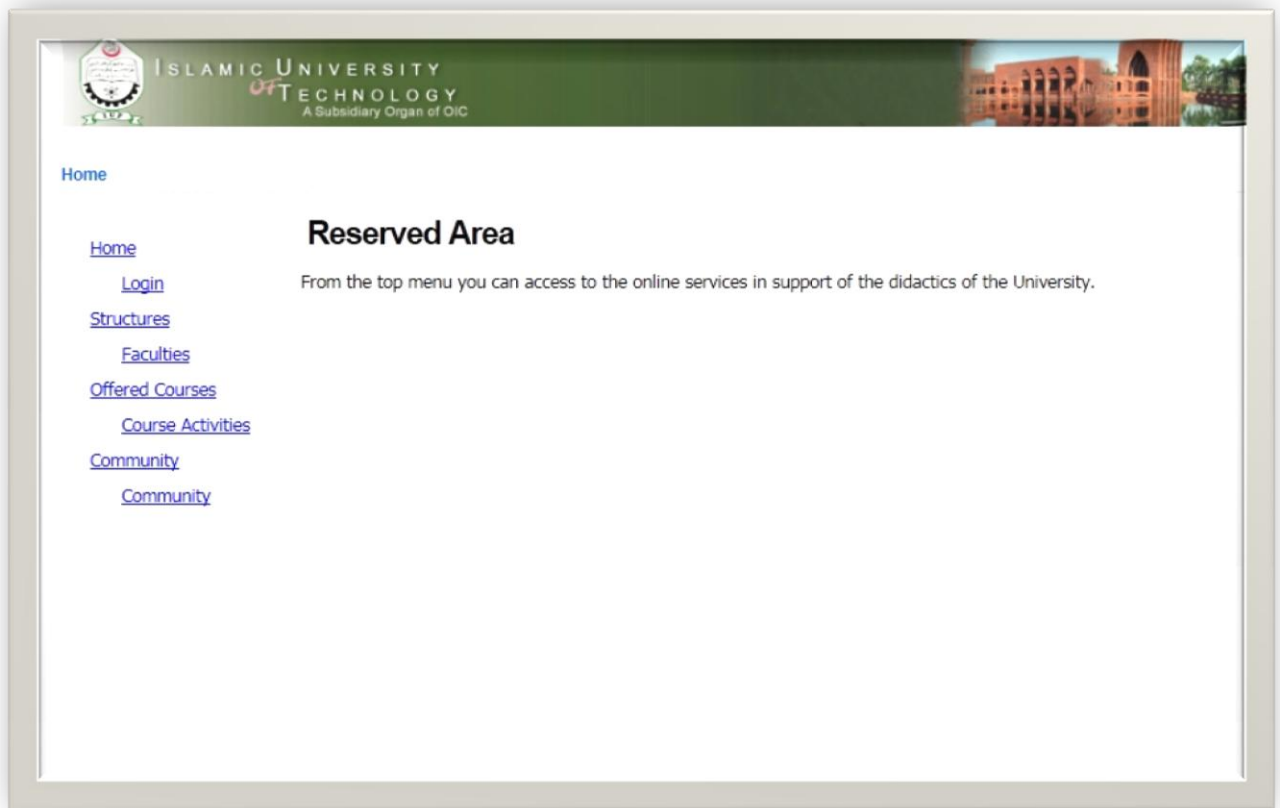 ISLAMIC UNIVERSITY
OF TECHNOLOGY
A Subsidiary Organ of OIC
Home
Reserved Area
From the top menu you can access to the online services in support of the didactics of the University.
Home
Login
Structures
Faculties
Offered Courses
Course Activities
Community
Community